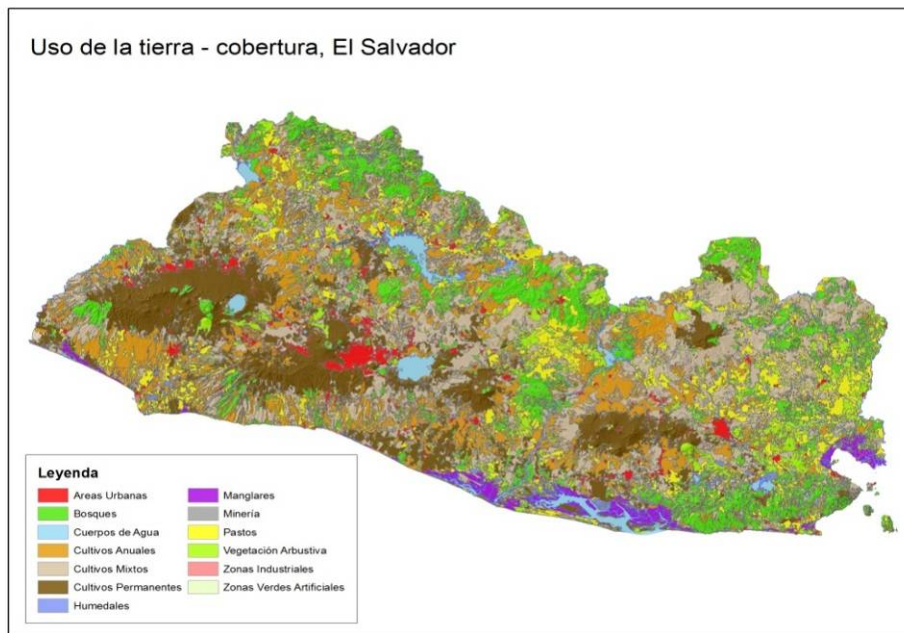 Uso de la tierra - cobertura, El Salvador
Leyenda
Areas Urbanas
Bosques
Cuerpos de Agua
Cultivos Anuales
Cultivos Mixtos
Cultivos Permanentes
Humedales
Manglares
Minería
Pastos
Vegetación Arbustiva
Zonas Industriales
Zonas Verdes Artificiales